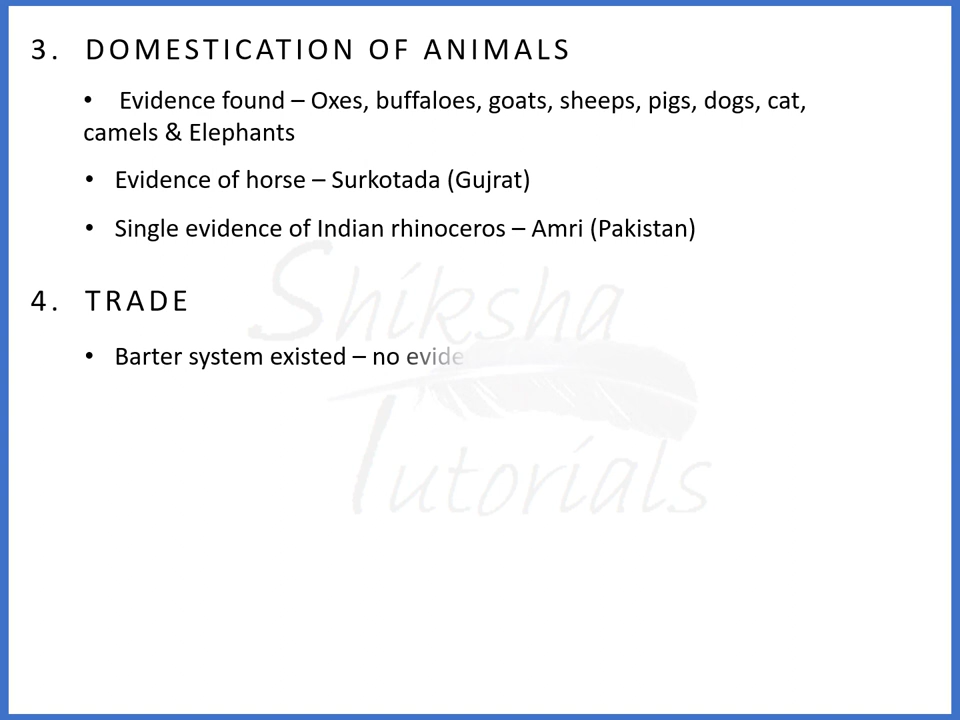 3. DOMESTICATION OF ANIMALS
• Evidence found – Oxes, buffaloes, goats, sheeps, pigs, dogs, cat,
camels & Elephants
• Evidence of horse – Surkotada (Gujrat)
• Single evidence of Indian rhinoceros – Amri (Pakistan)
Shiksha
4. TRADE
• Barter system existed – no evide
Tutorials